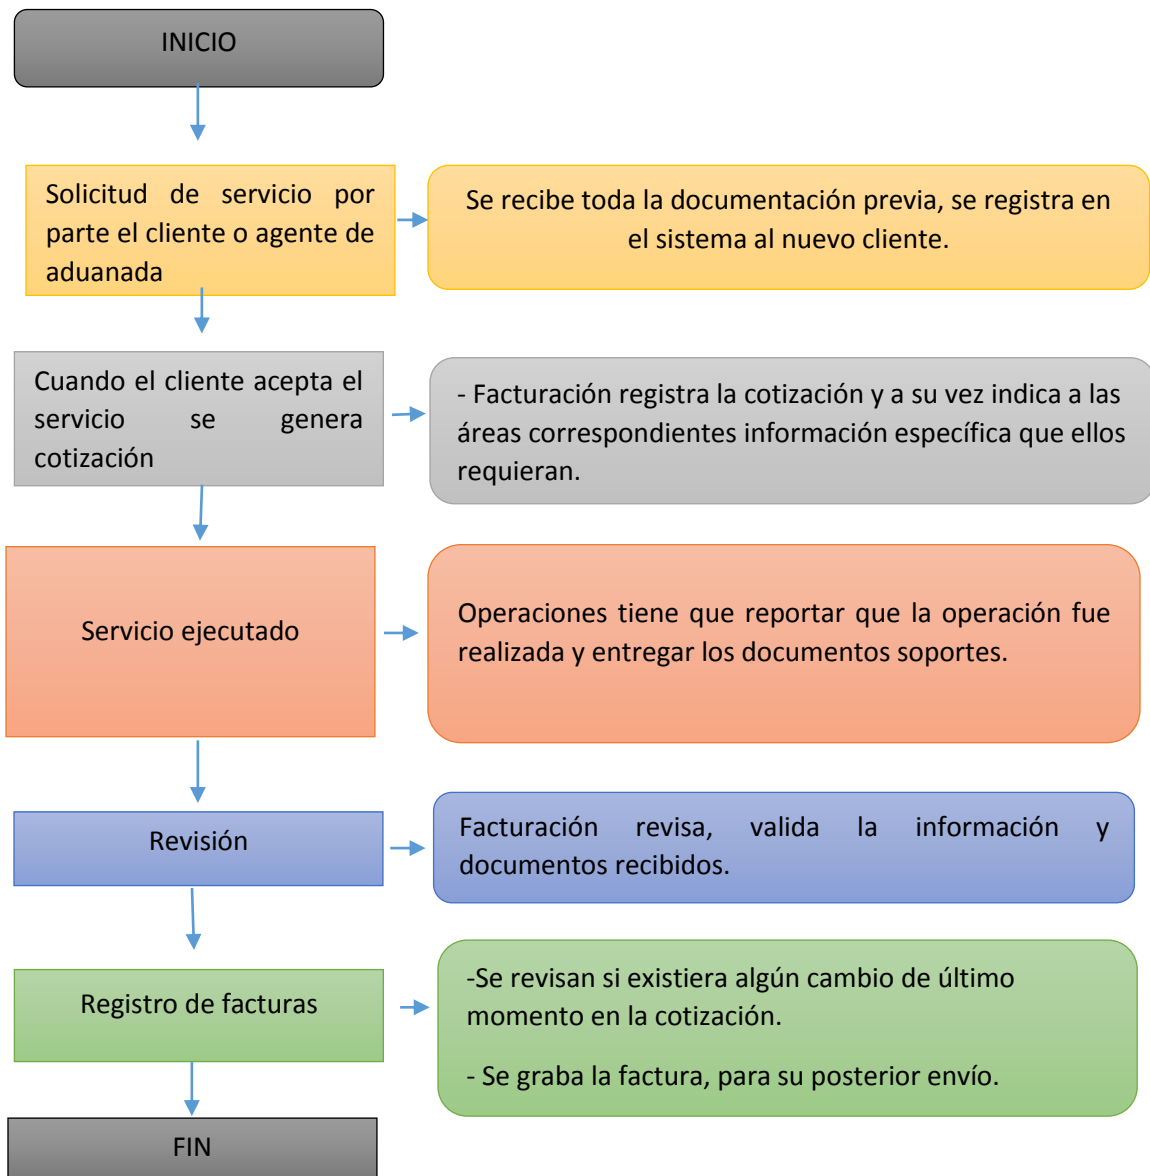 INICIO
Solicitud de servicio por
parte el cliente o agente de
aduanada
Se recibe toda la documentación previa, se registra en
el sistema al nuevo cliente.
Cuando el cliente acepta el
servicio se genera
cotización
- Facturación registra la cotización y a su vez indica a las
áreas correspondientes información específica que ellos
requieran.
Servicio ejecutado
Operaciones tiene que reportar que la operación fue
realizada y entregar los documentos soportes.
Revisión
Facturación revisa, valida la información y
documentos recibidos.
Registro de facturas
-Se revisan si existiera algún cambio de último
momento en la cotización.
- Se graba la factura, para su posterior envío.
FIN